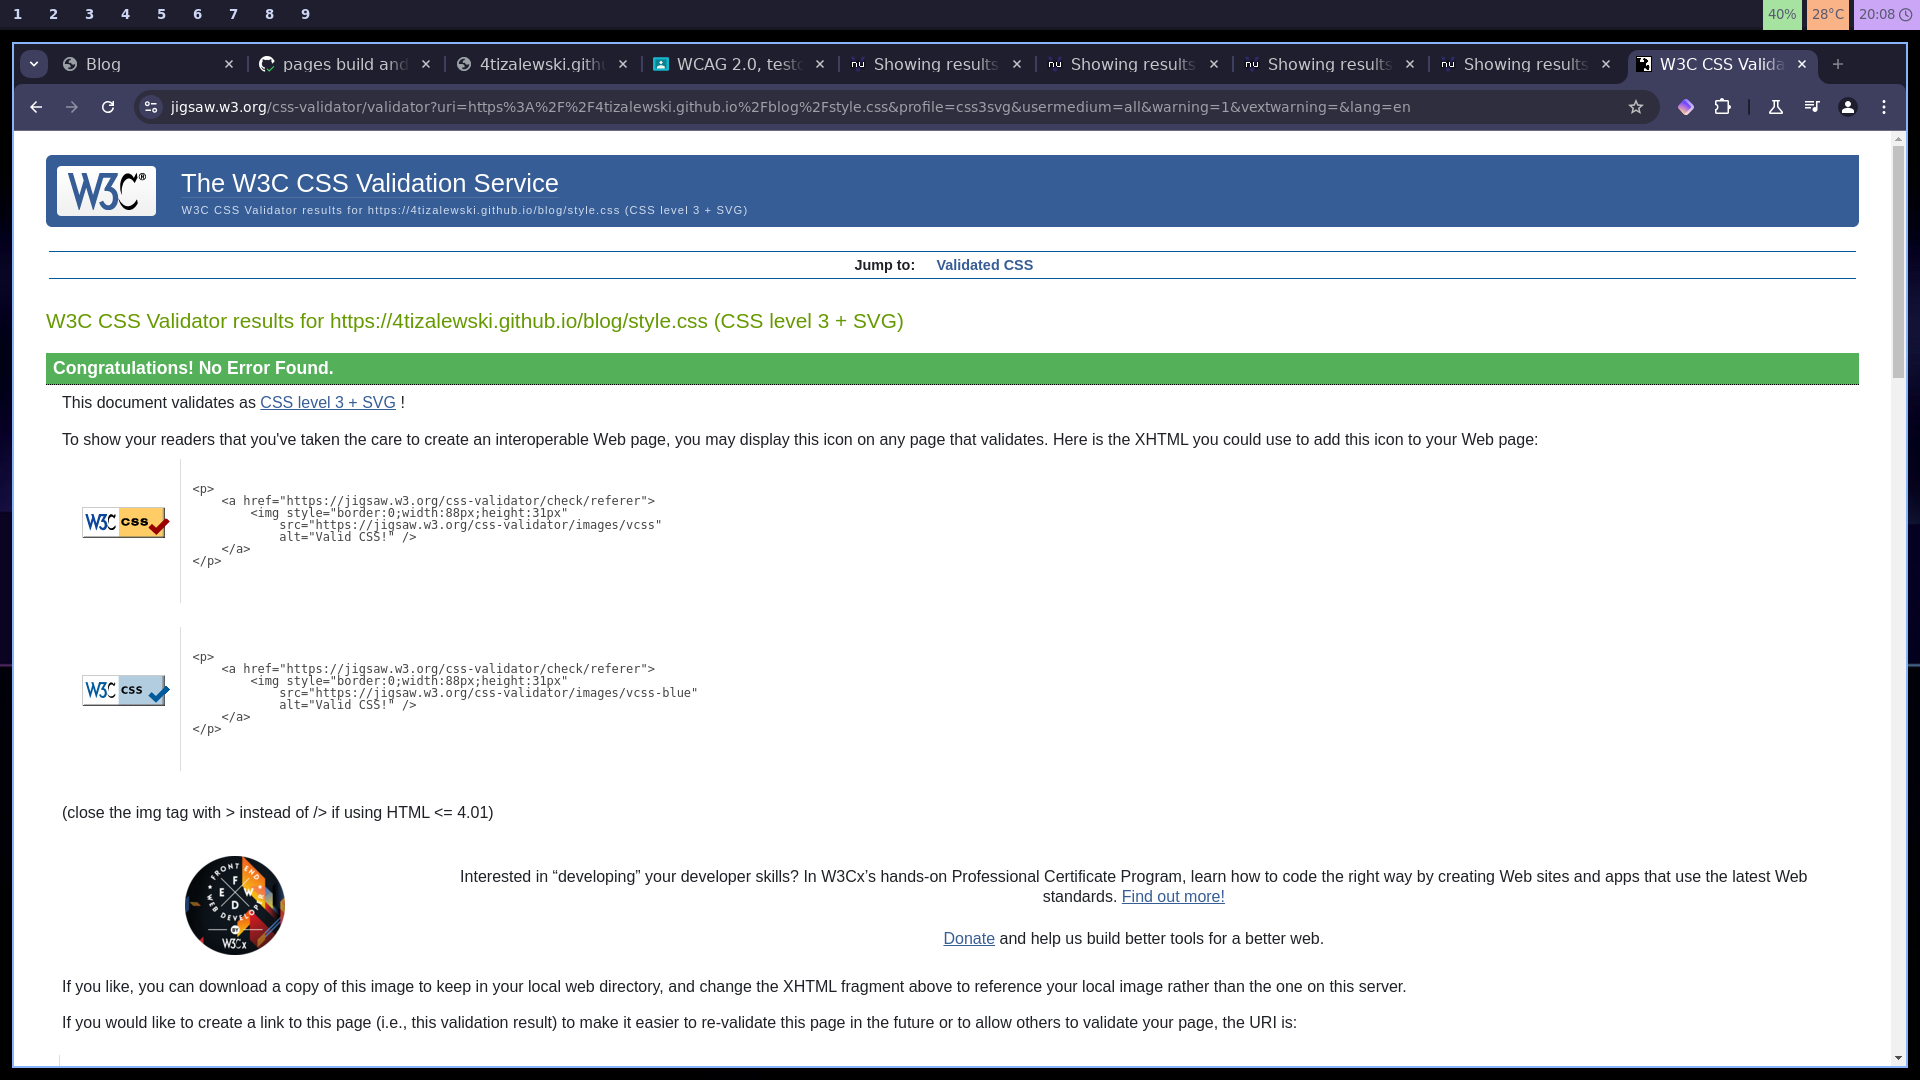 1 2 3 4 5 6 7 8 9
40% 28°C 20:08
Blog
pages build and
4tizalewski.gith
WCAG 2.0, test
Showing results
Showing results
Showing results
Showing results
W3C CSS Valida
jigsaw.w3.org/css-validator/validator?uri=https%3A%2F%2F4tizalewski.github.io%2Fblog%2Fstyle.css&profile=css3svg&usermedium=all&warning=1&vextwarning=&lang=en
W3C®
The W3C CSS Validation Service
W3C CSS Validator results for https://4tizalewski.github.io/blog/style.css (CSS level 3 + SVG)
Jump to: Validated CSS
W3C CSS Validator results for https://4tizalewski.github.io/blog/style.css (CSS level 3 + SVG)
Congratulations! No Error Found.
This document validates as CSS level 3 + SVG !
To show your readers that you've taken the care to create an interoperable Web page, you may display this icon on any page that validates. Here is the XHTML you could use to add this icon to your Web page:
W3C css
<p>
<a href="https://jigsaw.w3.org/css-validator/check/referer">
<img style="border:0;width:88px;height:31px"
src="https://jigsaw.w3.org/css-validator/images/vcss"
alt="Valid CSS!" />
</a>
</p>
W3C css
<p>
<a href="https://jigsaw.w3.org/css-validator/check/referer">
<img style="border:0;width:88px;height:31px"
src="https://jigsaw.w3.org/css-validator/images/vcss-blue"
alt="Valid CSS!" />
</a>
</p>
(close the img tag with > instead of /> if using HTML <= 4.01)
FRONT END
F E W D
WEB DEVELOPER
BY
W3Cx
Interested in “developing” your developer skills? In W3Cx’s hands-on Professional Certificate Program, learn how to code the right way by creating Web sites and apps that use the latest Web
standards. Find out more!
Donate and help us build better tools for a better web.
If you like, you can download a copy of this image to keep in your local web directory, and change the XHTML fragment above to reference your local image rather than the one on this server.
If you would like to create a link to this page (i.e., this validation result) to make it easier to re-validate this page in the future or to allow others to validate your page, the URI is: